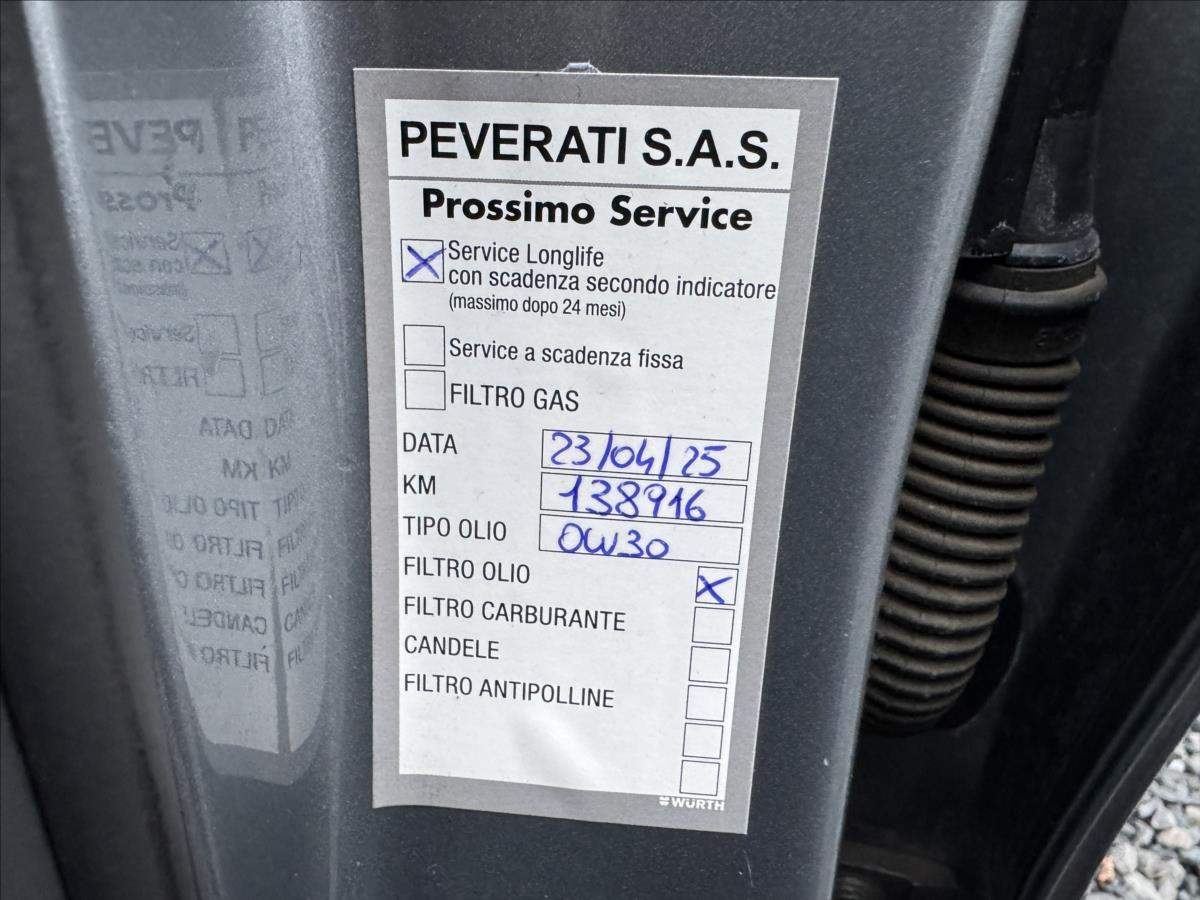 PEVERATI S.A.S.
Prossimo Service
Service Longlife
con scadenza secondo indicatore
(massimo dopo 24 mesi)
Service a scadenza fissa
FILTRO GAS
DATA 23/04/25
KM 138916
TIPO OLIO 0W30
FILTRO OLIO
FILTRO CARBURANTE
CANDELE
FILTRO ANTIPOLLINE
WÜRTH